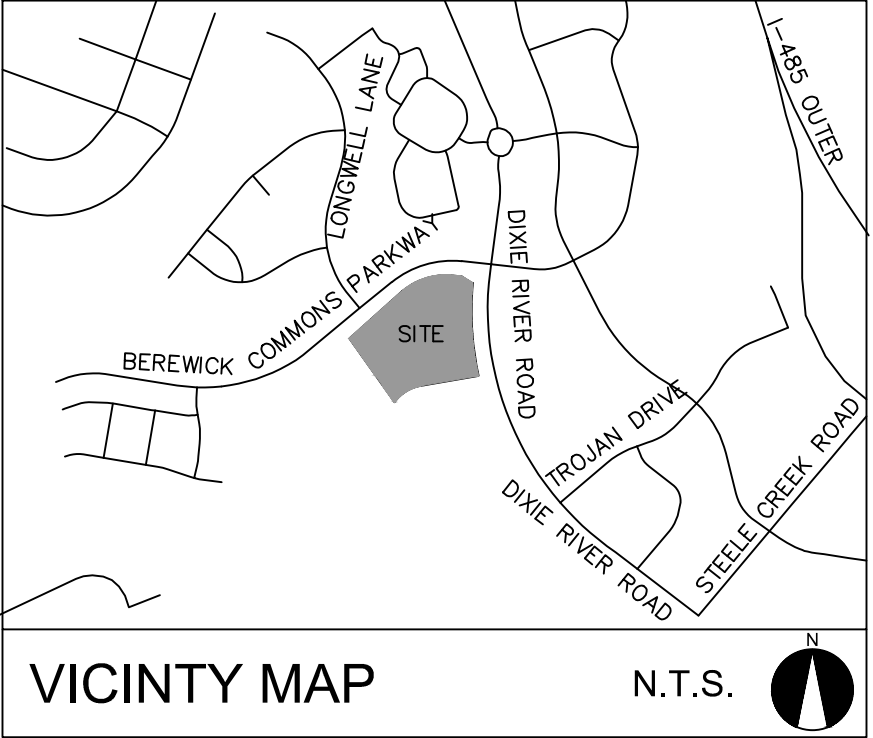 I-485 OUTER
LONGWELL LANE
BEREWICK COMMONS PARKWAY
DIXIE RIVER ROAD
SITE
TROJAN DRIVE
DIXIE RIVER ROAD
STEELE CREEK ROAD
VICINTY MAP
N.T.S.
N